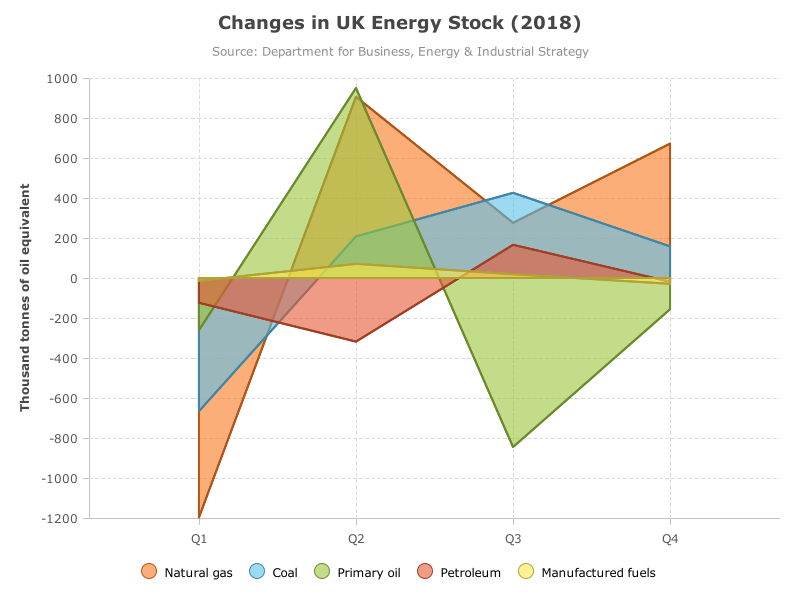 Changes in UK Energy Stock (2018)
Source: Department for Business, Energy & Industrial Strategy
Thousand tonnes of oil equivalent
1000
800
600
400
200
0
-200
-400
-600
-800
-1000
-1200
Q1 Q2 Q3 Q4
Natural gas Coal Primary oil Petroleum Manufactured fuels